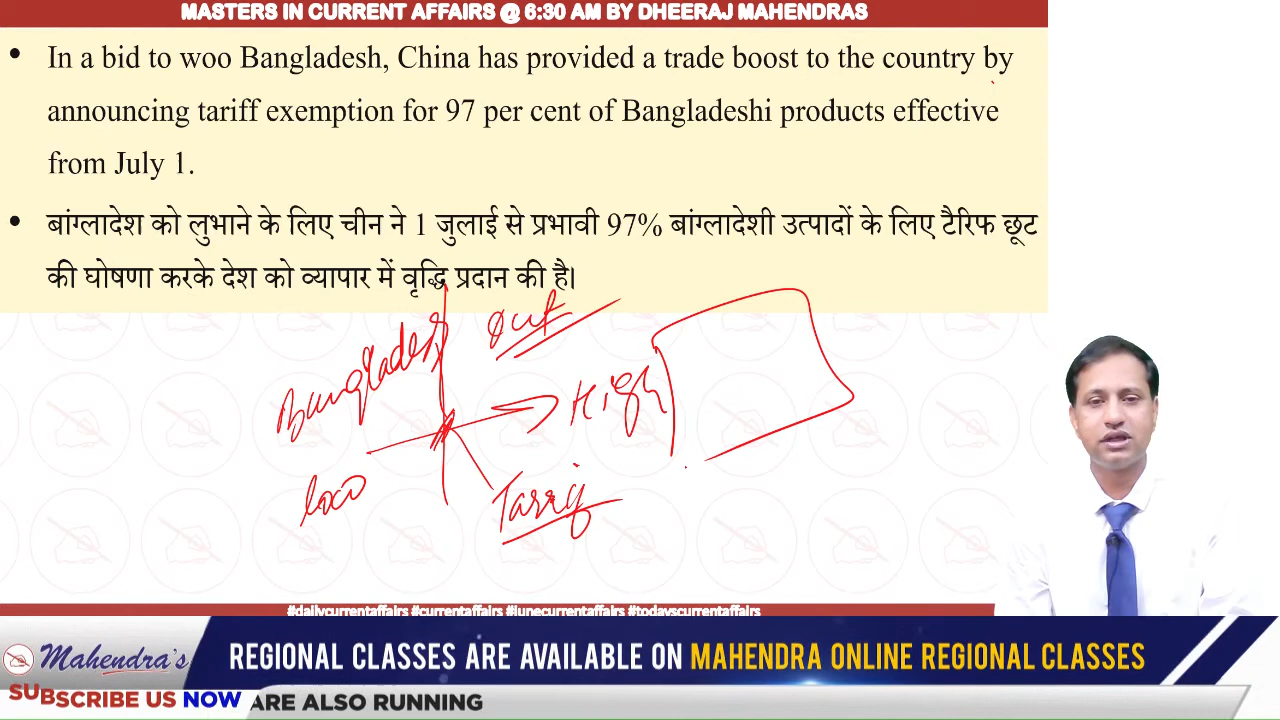 MASTERS IN CURRENT AFFAIRS @ 6:30 AM BY DHEERAJ MAHENDRAS
• In a bid to woo Bangladesh, China has provided a trade boost to the country by
announcing tariff exemption for 97 per cent of Bangladeshi products effective
from July 1.
• बांग्लादेश को लुभाने के लिए चीन ने 1 जुलाई से प्रभावी 97% बांग्लादेशी उत्पादों के लिए टैरिफ छूट
की घोषणा करके देश को व्यापार में वृद्धि प्रदान की है।
Bangladesh
High
#dailycurrentaffairs #currentaffairs #junecurrentaffairs #todayscurrentaffairs
Mahendra's
REGIONAL CLASSES ARE AVAILABLE ON MAHENDRA ONLINE REGIONAL CLASSES
SUBSCRIBE US NOW
ARE ALSO RUNNING